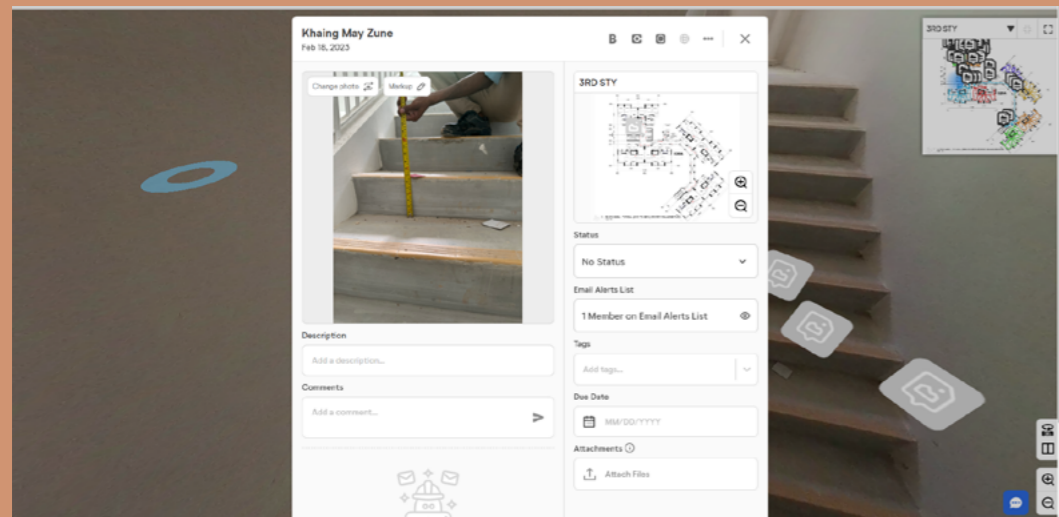 Khaing May Zune
Feb 18, 2023
B
Change photo
Markup
3RD STY
Status
No Status
Email Alerts List
1 Member on Email Alerts List
Tags
Add tags...
Due Date
MM/DD/YYYY
Attachments
Attach Files
Description
Add a description...
Comments
Add a comment...
3RD STY